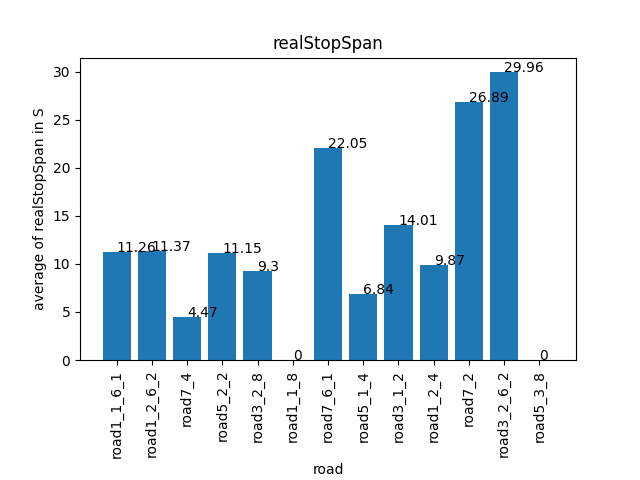 realStopSpan
average of realStopSpan in S
30
25
20
15
10
5
0
11.26
11.37
4.47
11.15
9.3
0
22.05
6.84
14.01
9.87
26.89
29.96
0
road1_1_6_1
road1_2_6_2
road7_4
road5_2_2
road3_2_8
road1_1_8
road7_6_1
road5_1_4
road3_1_2
road1_2_4
road7_2
road3_2_6_2
road5_3_8
road